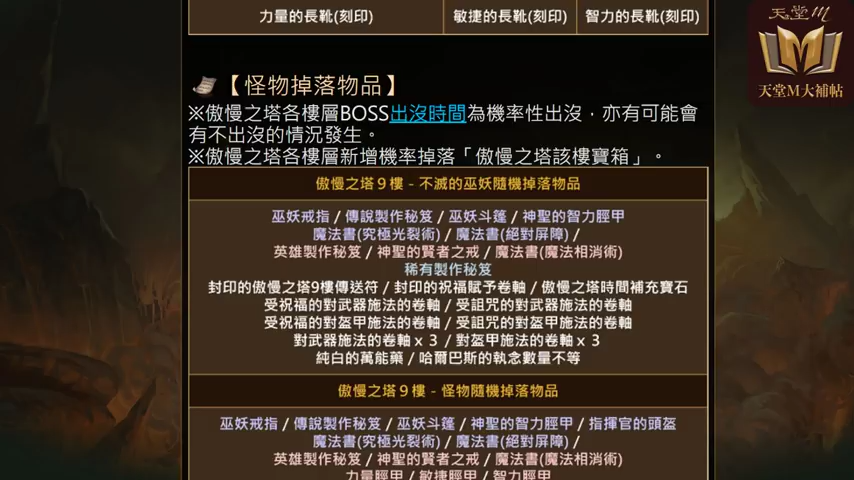 力量的長靴(刻印) 敏捷的長靴(刻印) 智力的長靴(刻印)
天堂M
M
天堂M大補帖
【怪物掉落物品】
※傲慢之塔各樓層BOSS出沒時間為機率性出沒，亦有可能會
有不出沒的情況發生。
※傲慢之塔各樓層新增機率掉落「傲慢之塔該樓寶箱」。
傲慢之塔９樓 - 不滅的巫妖隨機掉落物品
巫妖戒指 / 傳說製作秘笈 / 巫妖斗篷 / 神聖的智力脛甲
魔法書(究極光裂術) / 魔法書(絕對屏障) /
英雄製作秘笈 / 神聖的賢者之戒 / 魔法書(魔法相消術)
稀有製作秘笈
封印的傲慢之塔9樓傳送符 / 封印的祝福賦予卷軸 / 傲慢之塔時間補充寶石
受祝福的對武器施法的卷軸 / 受詛咒的對武器施法的卷軸
受祝福的對盔甲施法的卷軸 / 受詛咒的對盔甲施法的卷軸
對武器施法的卷軸 x ３ / 對盔甲施法的卷軸 x ３
純白的萬能藥 / 哈爾巴斯的執念數量不等
傲慢之塔９樓 - 怪物隨機掉落物品
巫妖戒指 / 傳說製作秘笈 / 巫妖斗篷 / 神聖的智力脛甲 / 指揮官的頭盔
魔法書(究極光裂術) / 魔法書(絕對屏障) /
英雄製作秘笈 / 神聖的賢者之戒 / 魔法書(魔法相消術)
力量脛甲 / 敏捷脛甲 / 智力脛甲